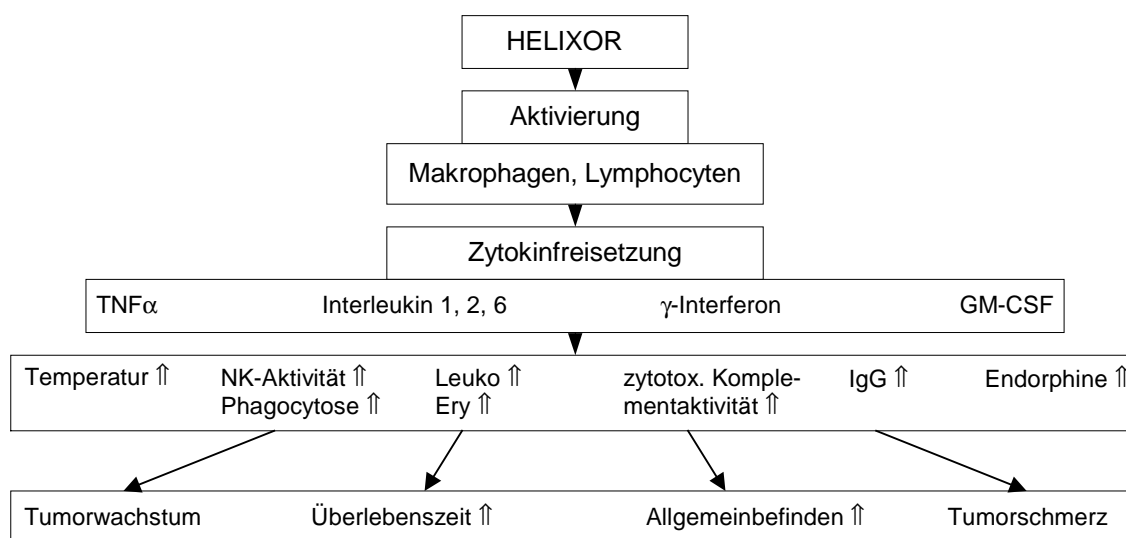 HELIXOR
Aktivierung
Makrophagen, Lymphocyten
Zytokinfreisetzung
TNFα Interleukin 1, 2, 6 γ-Interferon GM-CSF
Temperatur ⇑ NK-Aktivität ⇑ Leuko ⇑ zytotox. Komple- IgG ⇑ Endorphine ⇑
Phagocytose ⇑ Ery ⇑ mentaktivität ⇑
Tumorwachstum Überlebenszeit ⇑ Allgemeinbefinden ⇑ Tumorschmerz